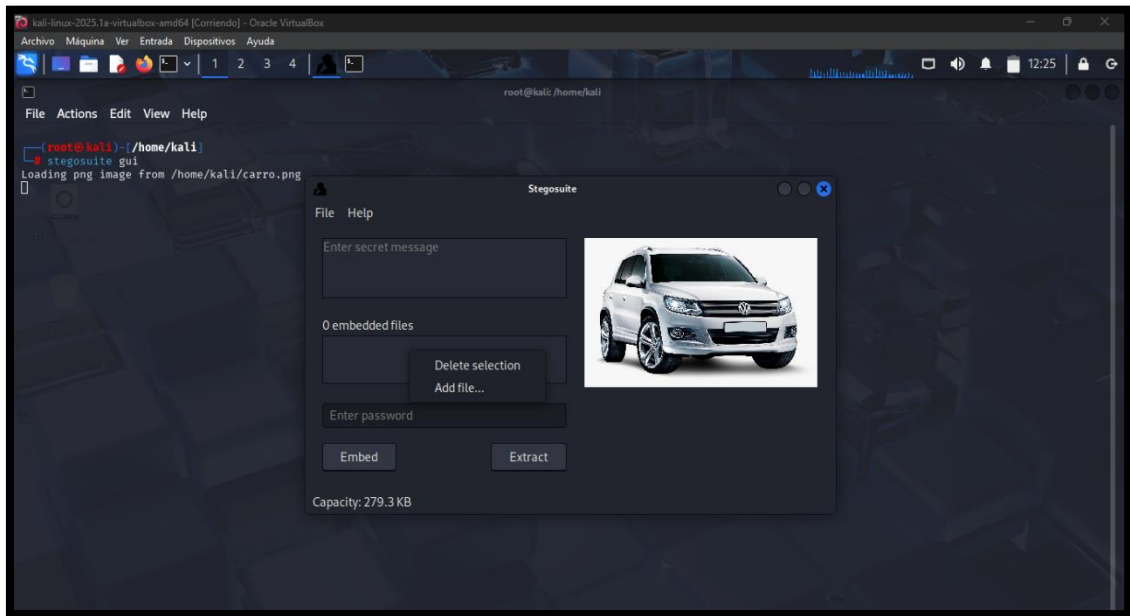 kali-linux-2025.1a-virtualbox-amd64 [Corriendo] - Oracle VirtualBox
Archivo Máquina Ver Entrada Dispositivos Ayuda
1 2 3 4
12:25
root@kali: /home/kali
File Actions Edit View Help
(root㉿kali)-[/home/kali]
# stegosuite gui
Loading png image from /home/kali/carro.png
Stegosuite
File Help
Enter secret message
0 embedded files
Delete selection
Add file...
Enter password
Embed Extract
Capacity: 279.3 KB